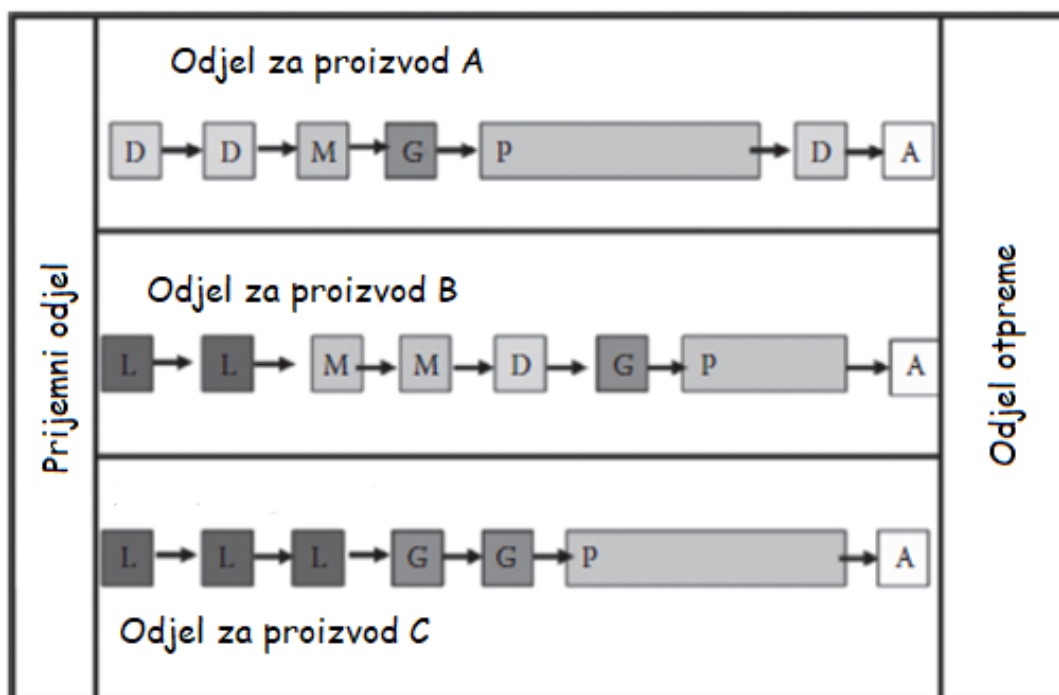 Odjel za proizvod A
D D M G P D A
Prijemni odjel
Odjel za proizvod B
L L M M D G P A
Odjel otpreme
L L L G G P A
Odjel za proizvod C